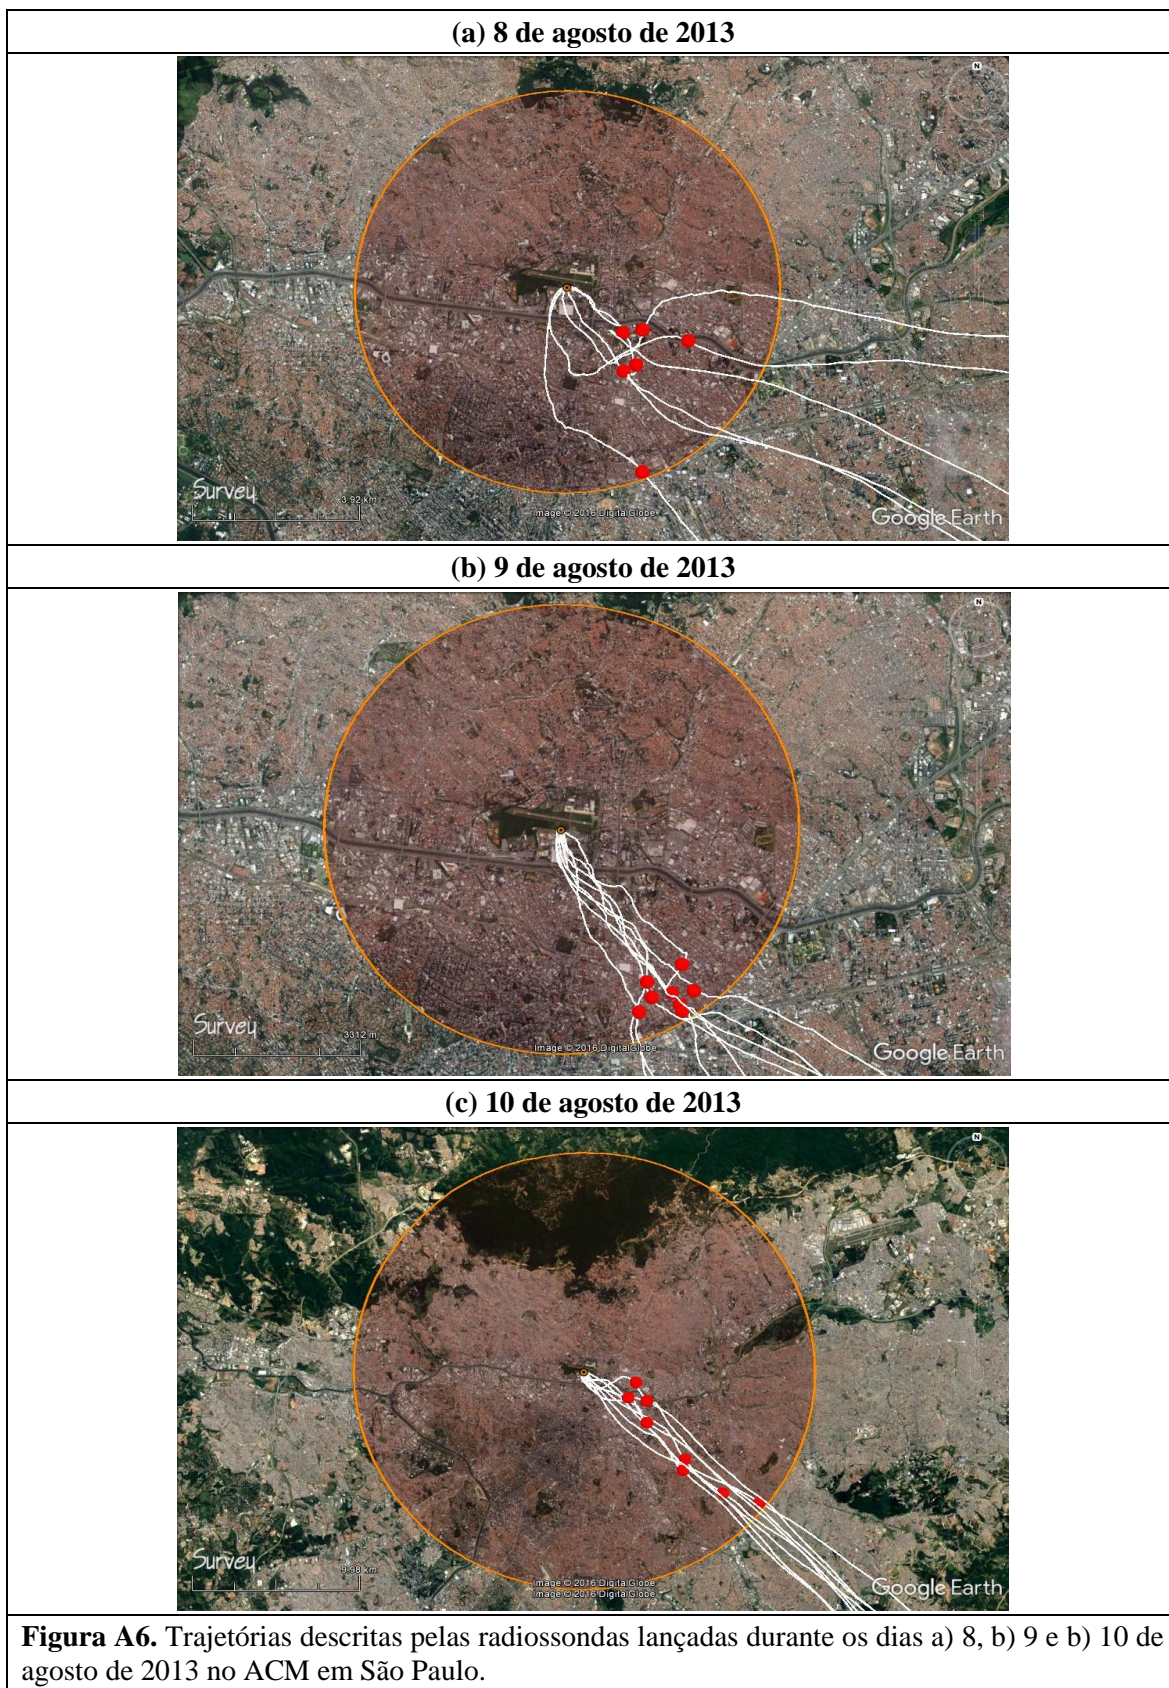 (a) 8 de agosto de 2013
N
Survey
3.92 km
Image © 2016 DigitalGlobe
Google Earth
(b) 9 de agosto de 2013
N
Survey
3312 m
Image © 2016 DigitalGlobe
Google Earth
(c) 10 de agosto de 2013
N
Survey
9.98 km
Image © 2016 DigitalGlobe
Image © 2016 DigitalGlobe
Google Earth
Figura A6. Trajetórias descritas pelas radiossondas lançadas durante os dias a) 8, b) 9 e b) 10 de
agosto de 2013 no ACM em São Paulo.